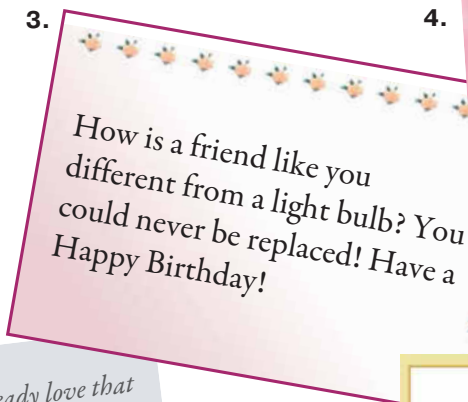 3.
4.
How is a friend like you
different from a light bulb? You
could never be replaced! Have a
Happy Birthday!
love that